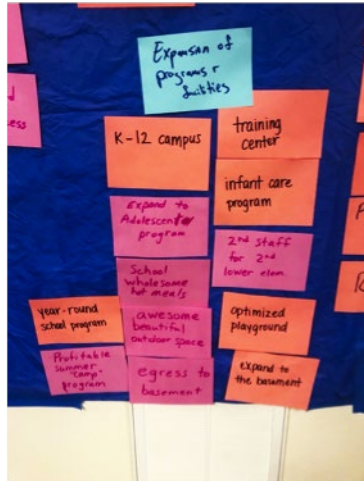 Expansion of
programs +
facilities
K-12 campus
training
center
infant care
program
Expand to
Adolescent
program
2nd staff
for 2nd
lower elem.
School
wholesome
hot meals
year-round
school program
awesome
beautiful
outdoor space
optimized
playground
Profitable
summer
"camp"
program
egress to
basement
expand to
the basement
ess